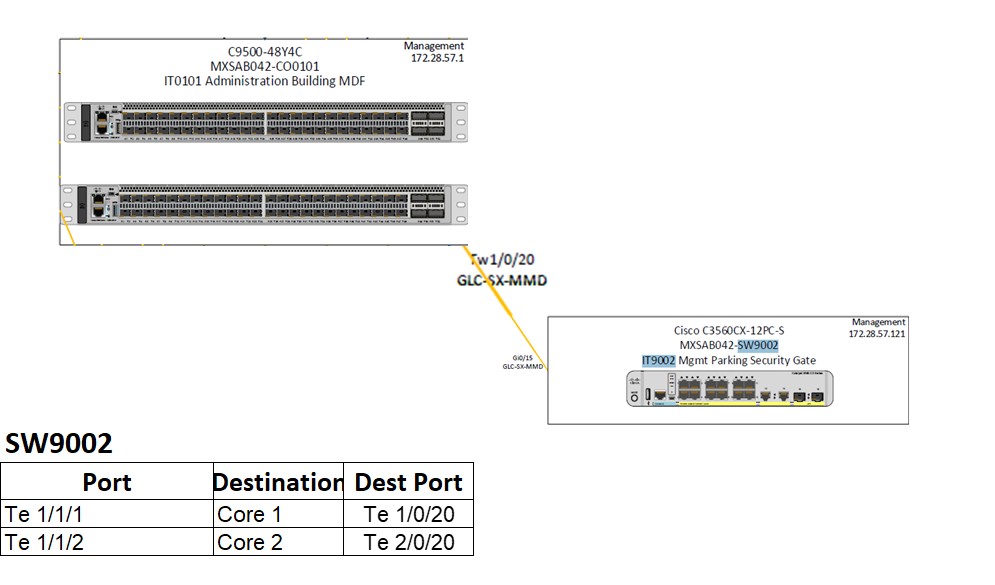 C9500-48Y4C
MXSAB042-CO0101
IT0101 Administration Building MDF
Management
172.28.57.1
Tw1/0/20
GLC-SX-MMD
Gi0/15
GLC-SX-MMD
Cisco C3560CX-12PC-S
MXSAB042-SW9002
IT9002 Mgmt Parking Security Gate
Management
172.28.57.121
SW9002
Port Destination Dest Port
Te 1/1/1 Core 1 Te 1/0/20
Te 1/1/2 Core 2 Te 2/0/20